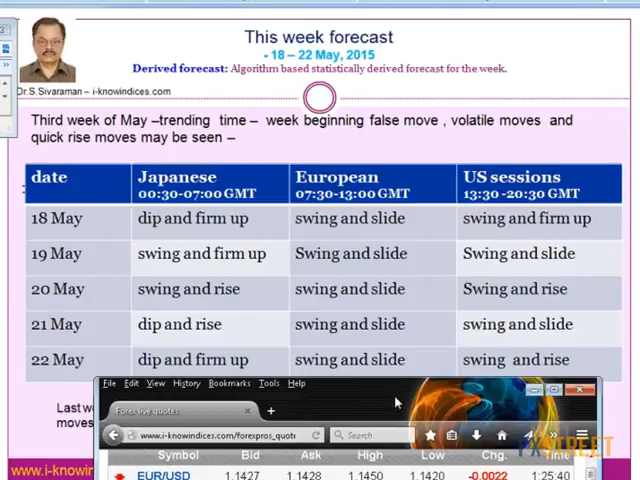 This week forecast
- 18 – 22 May, 2015
Derived forecast: Algorithm based statistically derived forecast for the week.
Dr.S.Sivaraman – i-knowindices.com
Third week of May –trending time – week beginning false move , volatile moves and
quick rise moves may be seen –
date Japanese European US sessions
00:30-07:00 GMT 07:30-13:00 GMT 13:30 -20:30 GMT
18 May dip and firm up swing and slide swing and firm up
19 May swing and firm up Swing and slide Swing and slide
20 May swing and rise swing and slide Swing and rise
21 May dip and rise swing and slide swing and slide
22 May dip and firm up swing and slide swing and rise
File Edit View History Bookmarks Tools Help
Last we
moves
Forex live quotes
www.i-knowindices.com/forexpros_quot
Search
STREET
www.i-knowin
Symbol Bid Ask High Low Chg. Time
EUR/USD 1.1427 1.1428 1.1450 1.1420 -0.0022 1:25:40